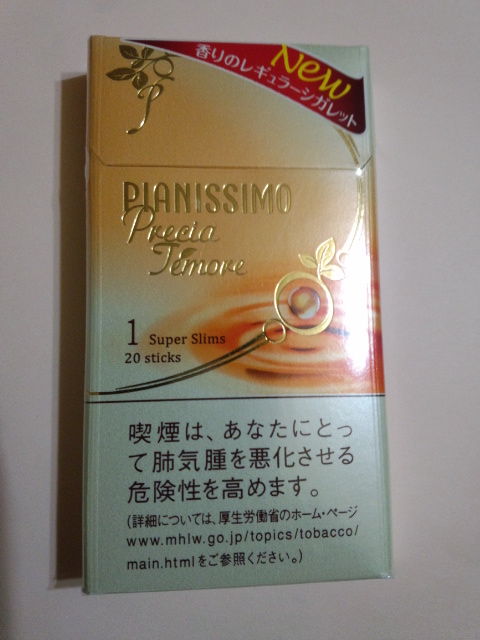 New
香りのレギュラーシガレット
P
PIANISSIMO
Precia
Témore
1 Super Slims
20 sticks
喫煙は、あなたにとっ
て肺気腫を悪化させる
危険性を高めます。
(詳細については、厚生労働省のホーム・ページ
www.mhlw.go.jp/topics/tobacco/
main.htmlをご参照ください。)